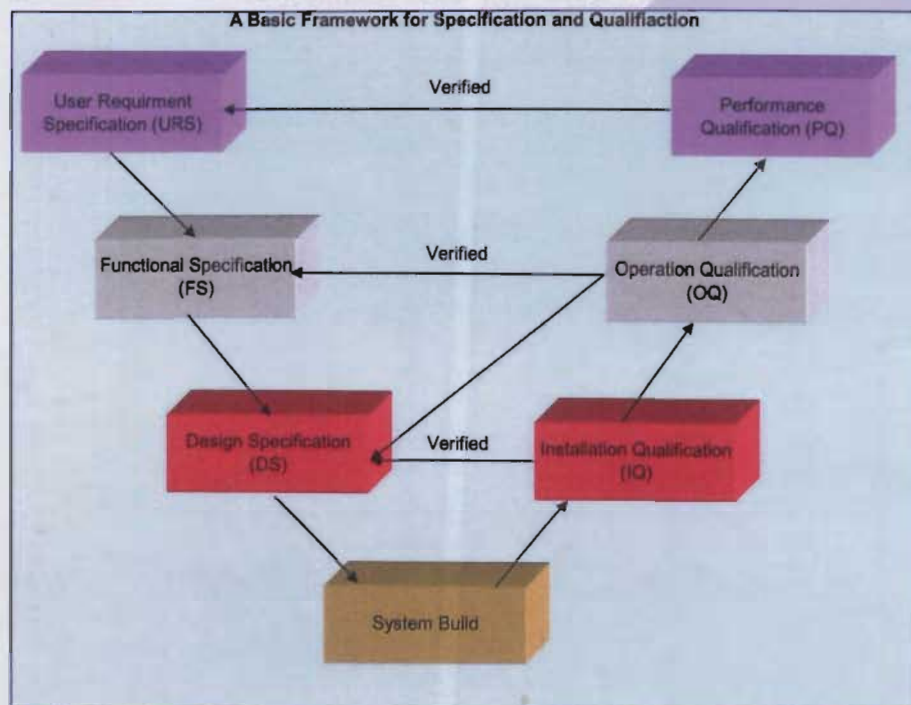 A Basic Framework for Specification and Qualifiaction
User Requirment
Specification (URS)
Verified
Performance
Qualification (PQ)
Functional Specification
(FS)
Verified
Operation Qualification
(OQ)
Design Specification
(DS)
Verified
Installation Qualification
(IQ)
System Build